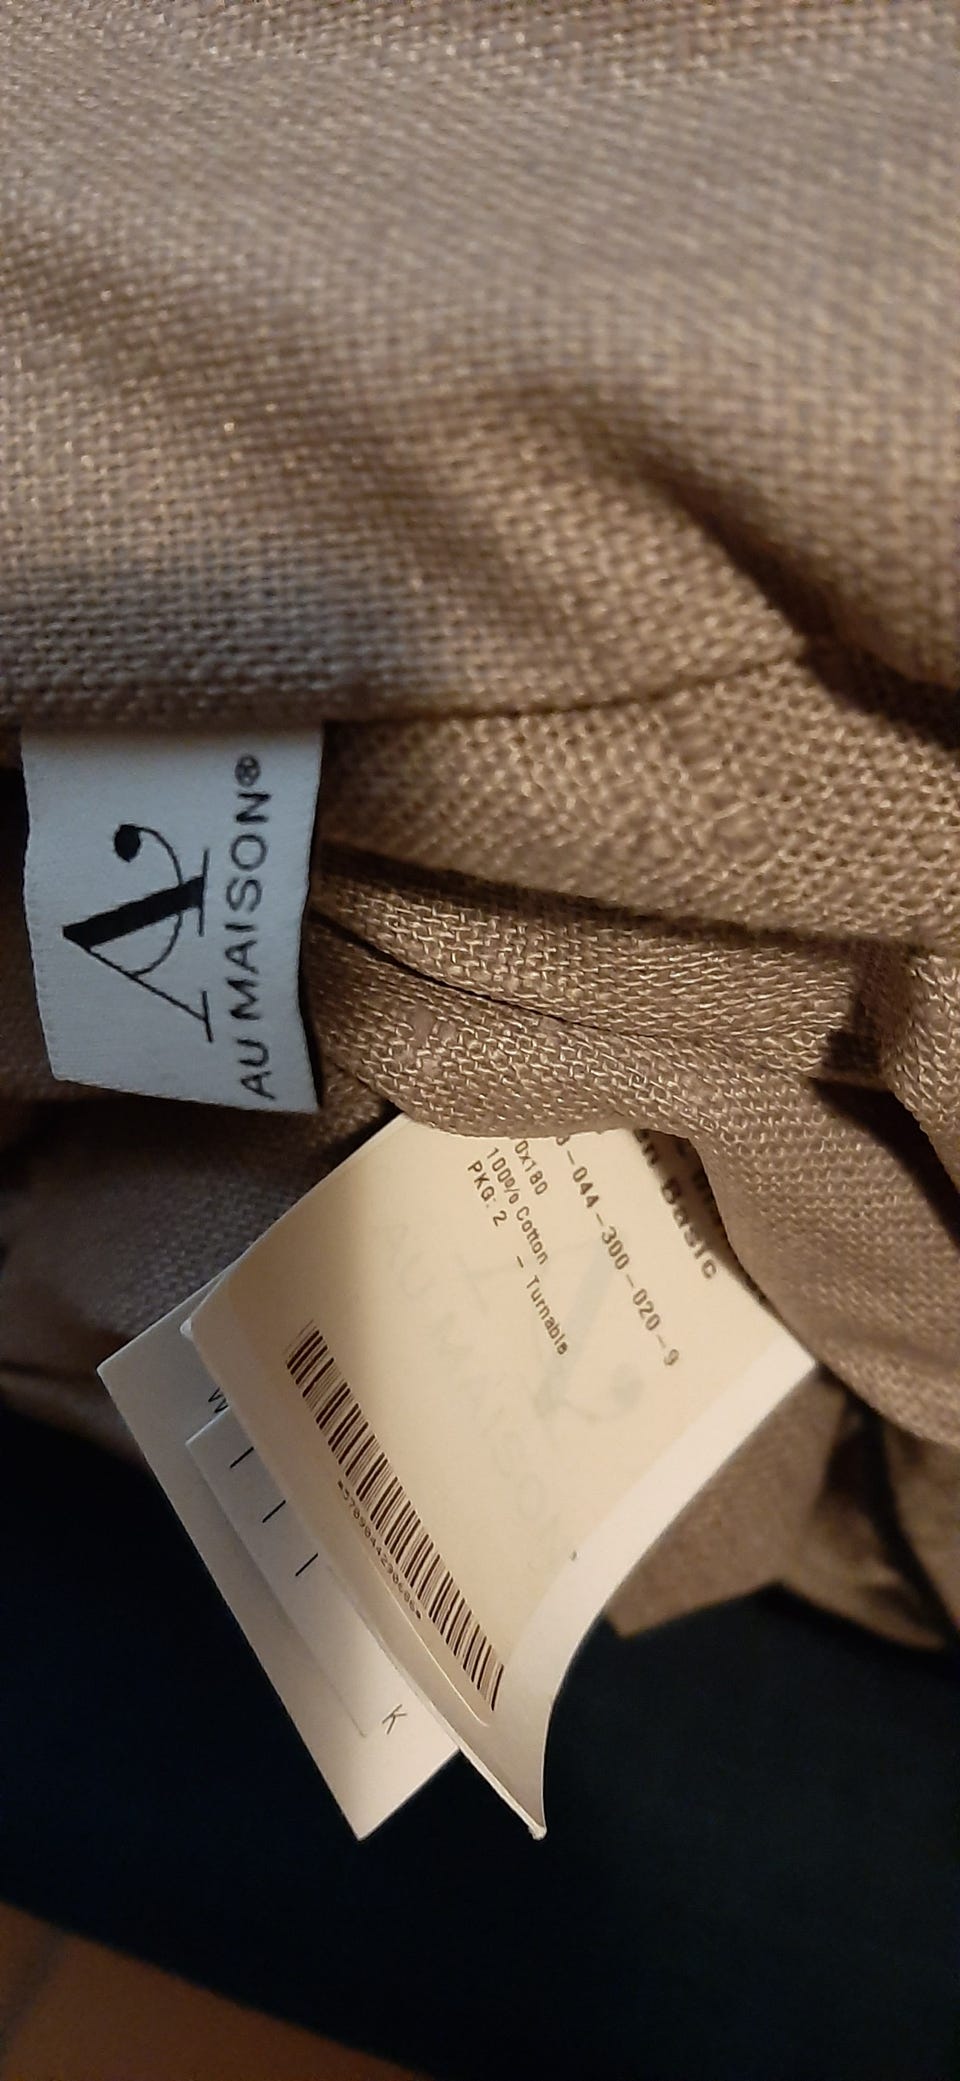 A
AU MAISON®
Basic
-044-300-020-9
0x180
100% Cotton - Turnable
PKG: 2
W
K